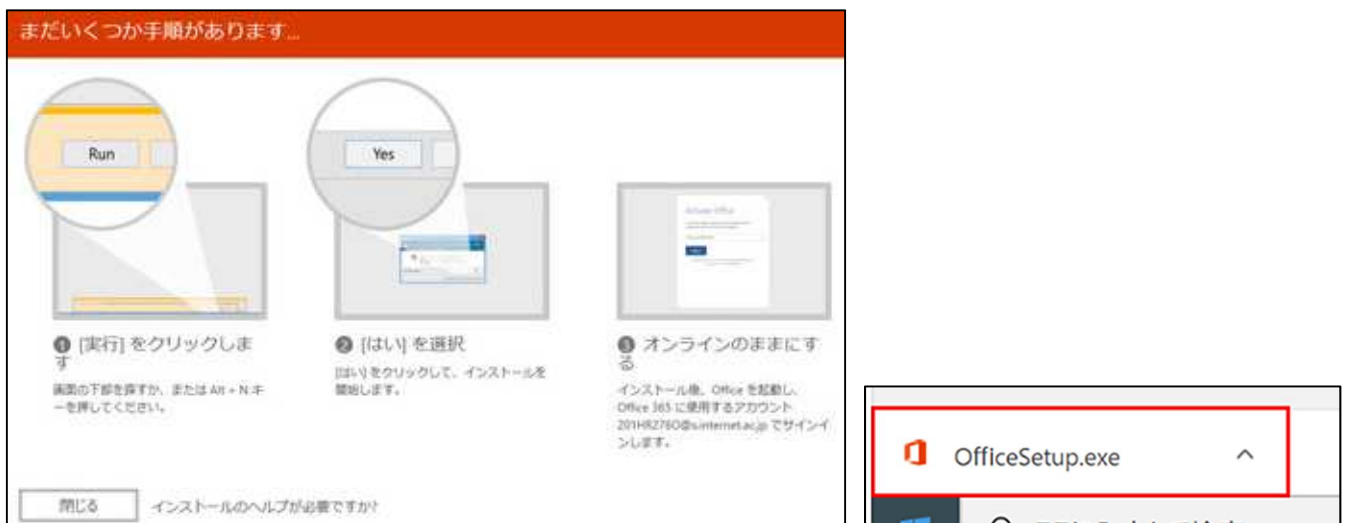 まだいくつか手順があります...
Run
Yes
❶ [実行] をクリックしま
す
画面の下部を探すか、または Alt + N キ
ーを押してください。
❷ [はい] を選択
[はい] をクリックして、インストールを
開始します。
❸ オンラインのままにす
る
インストール後、Office を起動し、
Office 365 に使用するアカウント
201HR276O@s.internet.ac.jp でサインイ
ンします。
閉じる インストールのヘルプが必要ですか?
OfficeSetup.exe